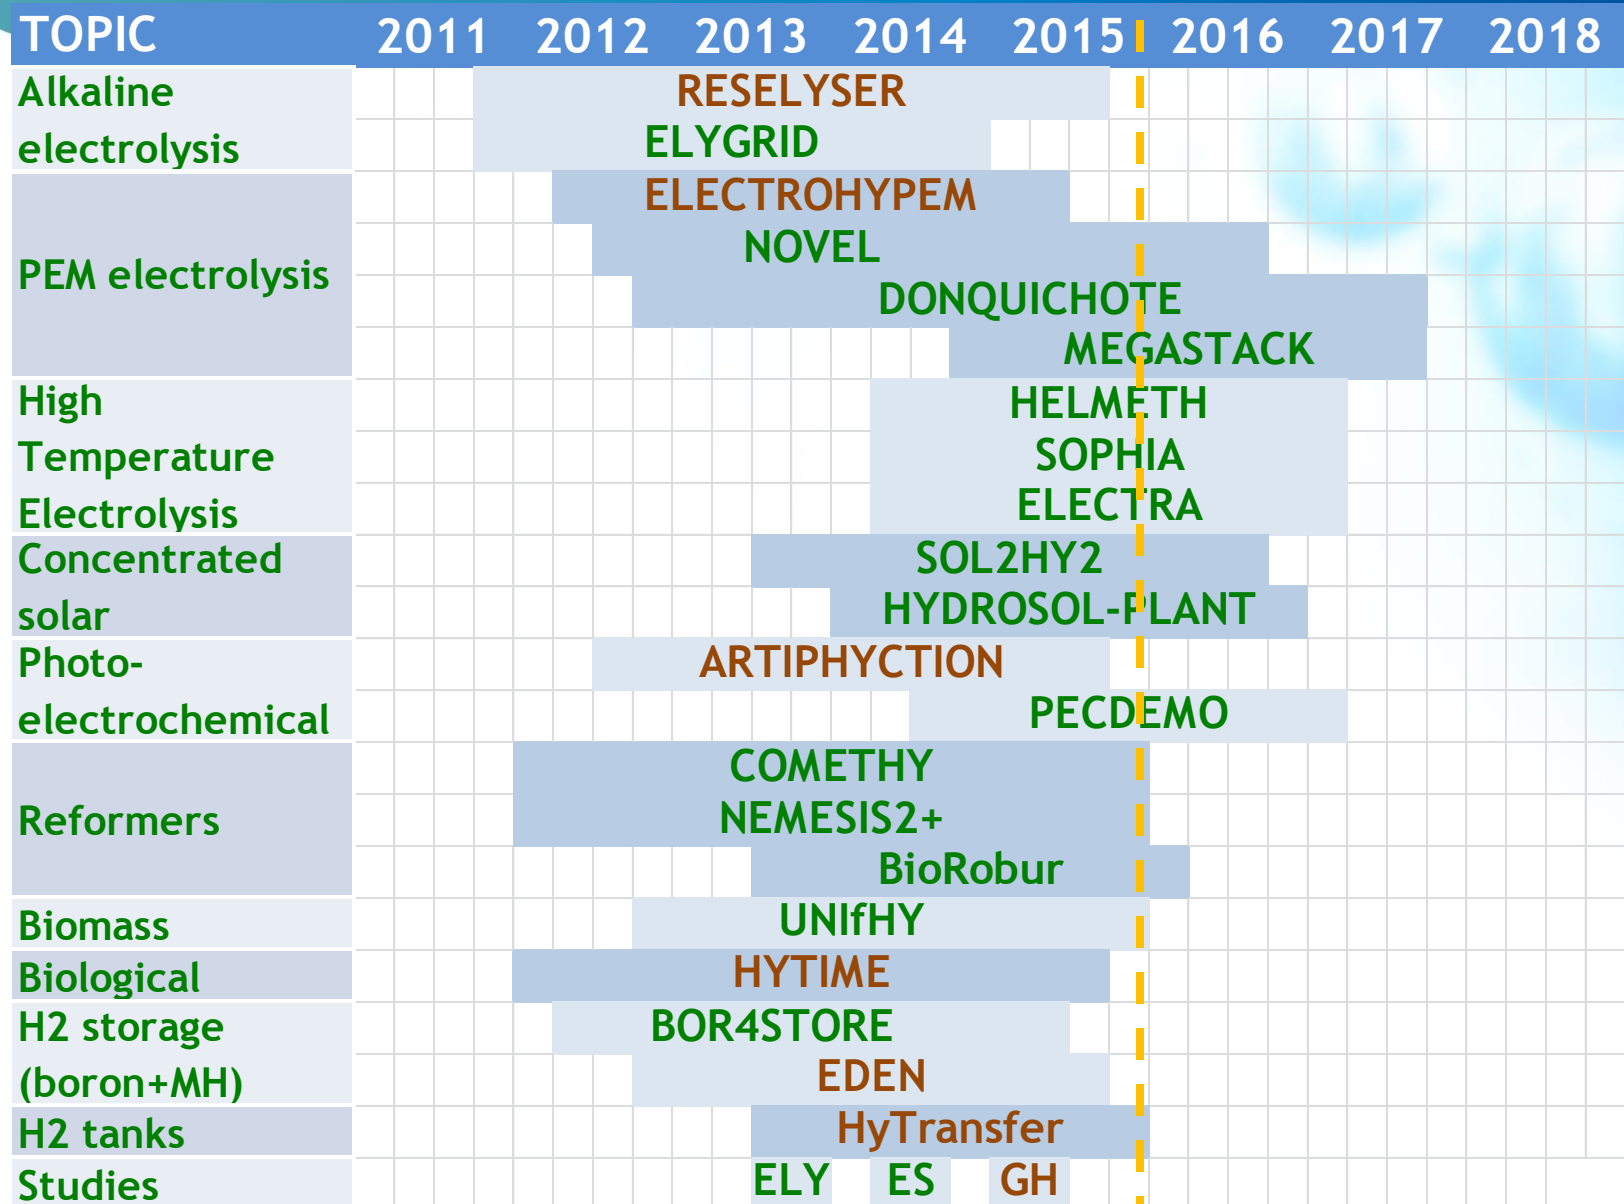 TOPIC 2011 2012 2013 2014 2015 2016 2017 2018
Alkaline electrolysis
RESELYSER
ELYGRID
PEM electrolysis
ELECTROHYPEM
NOVEL
DONQUICHOTE
MEGASTACK
High
Temperature
Electrolysis
HELMETH
SOPHIA
ELECTRA
Concentrated
solar
SOL2HY2
HYDROSOL-PLANT
Photo-
electrochemical
ARTIPHYCTION
PECDEMO
Reformers
COMETHY
NEMESIS2+
BioRobur
Biomass
UNIfHY
Biological
HYTIME
H2 storage
(boron+MH)
BOR4STORE
EDEN
H2 tanks
HyTransfer
Studies
ELY ES GH